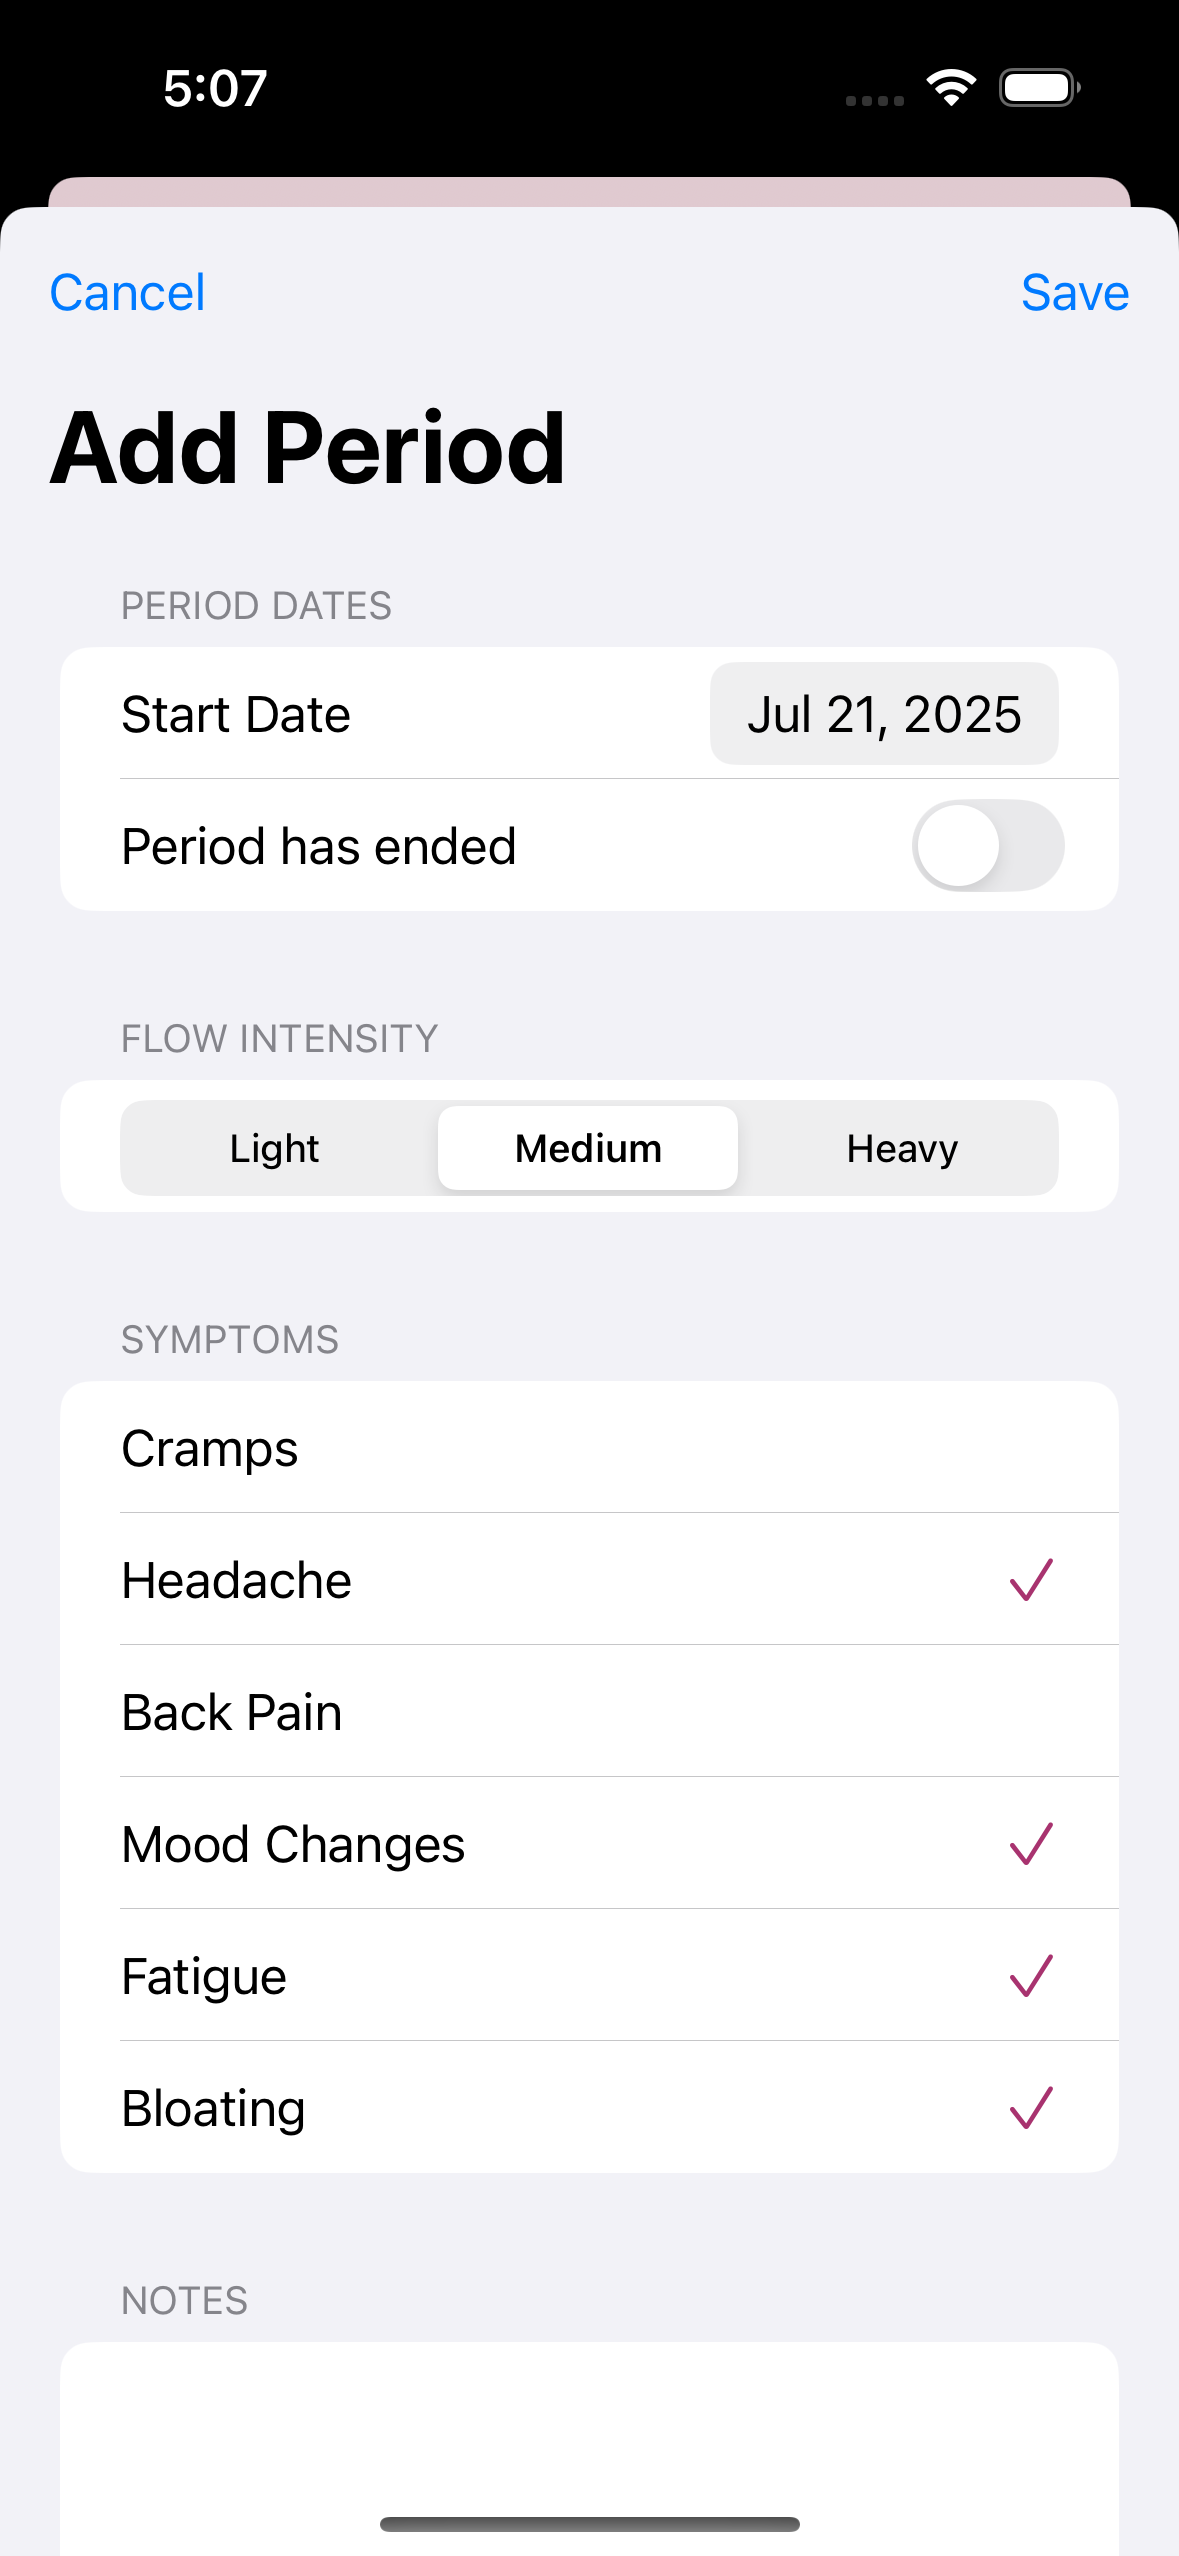 5:07
Cancel
Save
Add Period
PERIOD DATES
Start Date
Jul 21, 2025
Period has ended
FLOW INTENSITY
Light
Medium
Heavy
SYMPTOMS
Cramps
Headache
Back Pain
Mood Changes
Fatigue
Bloating
NOTES